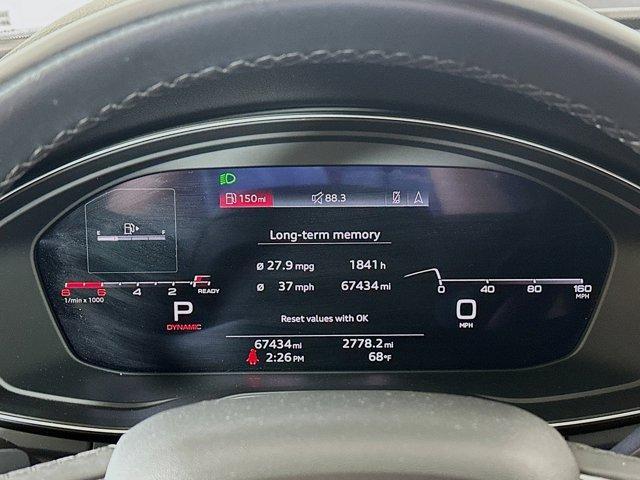 150mi 88.3
Long-term memory
Ø 27.9 mpg 1841 h
Ø 37 mph 67434 mi
Reset values with OK
67434 mi 2778.2 mi
2:26 PM 68°F
8 6 4 2 READY
1/min x 1000
P
DYNAMIC
0 40 80 160
MPH
0
MPH